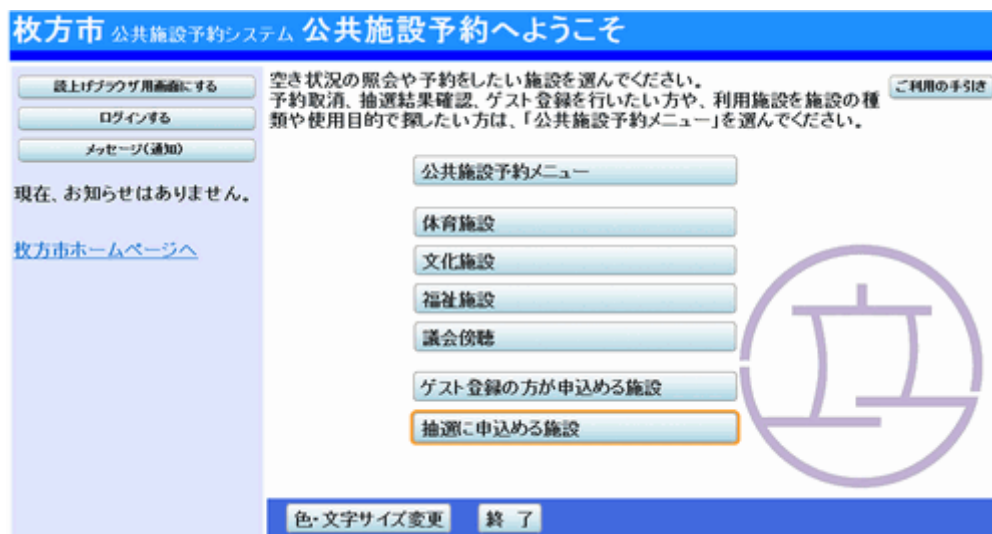 枚方市 公共施設予約システム 公共施設予約へようこそ
読上げブラウザ用画面にする
ログインする
メッセージ(通知)
現在、お知らせはありません。
枚方市ホームページへ
空き状況の照会や予約をしたい施設を選んでください。
予約取消、抽選結果確認、ゲスト登録を行いたい方や、利用施設を施設の種
類や使用目的で探したい方は、「公共施設予約メニュー」を選んでください。
ご利用の手引き
公共施設予約メニュー
体育施設
文化施設
福祉施設
議会傍聴
ゲスト登録の方が申込める施設
抽選に申込める施設
色・文字サイズ変更
終 了